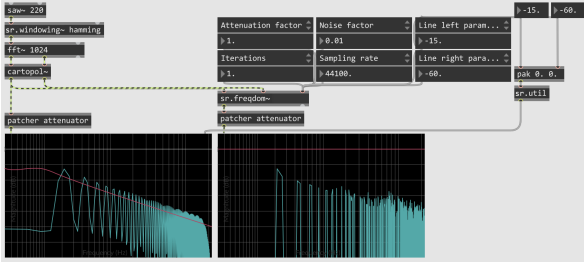 saw~ 220
sr.windowing~ hamming
fft~ 1024
cartopol~
patcher attenuator
Attenuation factor
1.
Noise factor
0.01
Line left param...
-15.
Iterations
1.
Sampling rate
44100.
Line right para...
-60.
sr.freqdom~
patcher attenuator
-15.
-60.
pak 0. 0.
sr.util